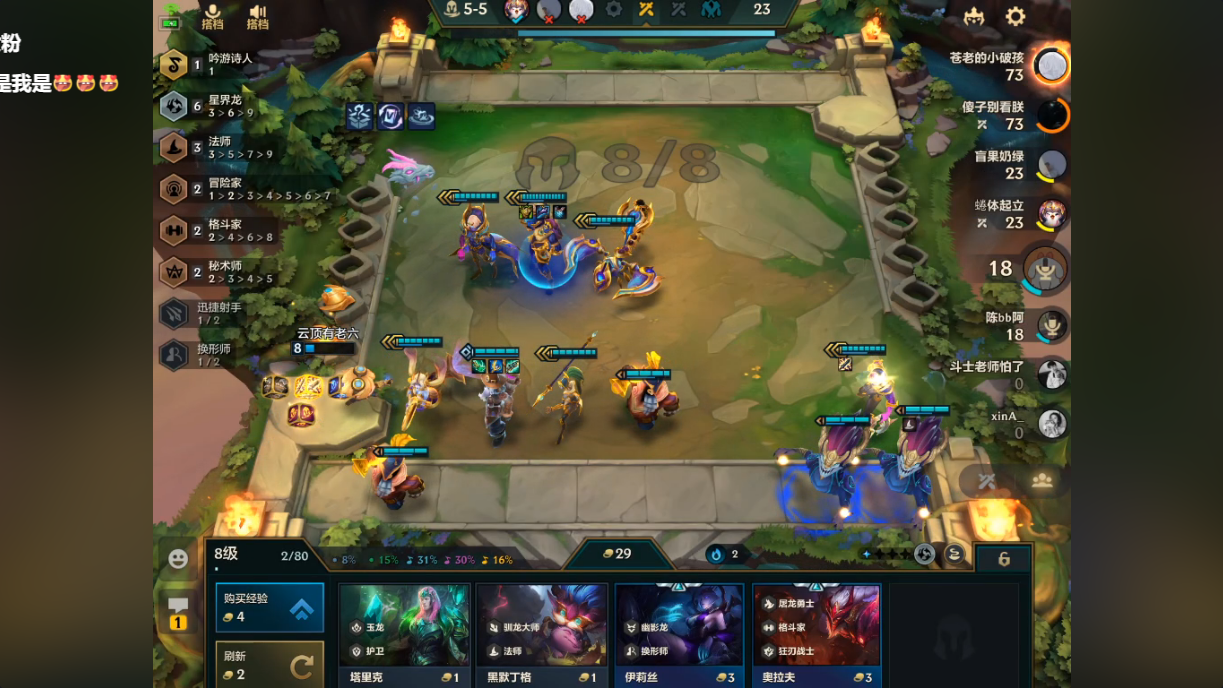 粉
是我是
搭档
搭档
5-5
23
8/8
1
吟游诗人
1
6
星界龙
3 > 6 > 9
3
法师
3 > 5 > 7 > 9
2
冒险家
1 > 2 > 3 > 4 > 5 > 6 > 7
2
格斗家
2 > 4 > 6 > 8
2
秘术师
2 > 3 > 4 > 5
迅捷射手
1 / 2
换形师
1 / 2
云顶有老六
8
苍老的小破孩
73
傻子别看朕
73
盲果奶绿
23
蜷体起立
23
18
陈bb阿
18
斗士老师怕了
0
xinA_
0
8级
2/80
8%
15%
31%
30%
16%
29
2
购买经验
4
刷新
2
1
玉龙
护卫
塔里克
1
驯龙大师
法师
黑默丁格
1
幽影龙
换形师
伊莉丝
3
屠龙勇士
格斗家
狂刃战士
奥拉夫
3